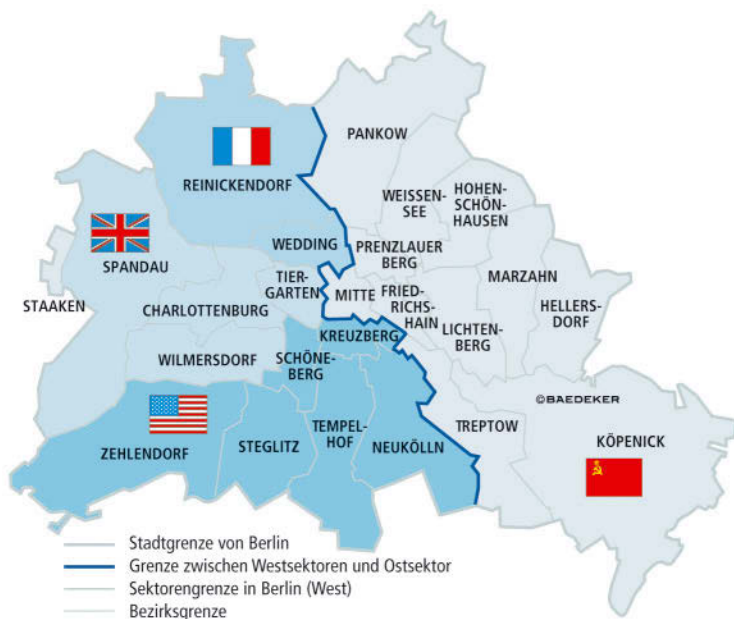 PANKOW
REINICKENDORF
WEISSEN-
SEE
HOHEN-
SCHÖN-
HAUSEN
WEDDING
PRENZLAUER
BERG
SPANDAU
TIER-
GARTEN
MITTE
FRIED-
RICHS-
HAIN
MARZAHN
HELLERS-
DORF
STAAKEN
CHARLOTTENBURG
LICHTEN-
BERG
KREUZBERG
WILMERSDORF
SCHÖNE-
BERG
©BAEDEKER
ZEHLENDORF
STEGLITZ
TEMPEL-
HOF
NEUKÖLLN
TREPTOW
KÖPENICK
Stadtgrenze von Berlin
Grenze zwischen Westsektoren und Ostsektor
Sektorengrenze in Berlin (West)
Bezirksgrenze